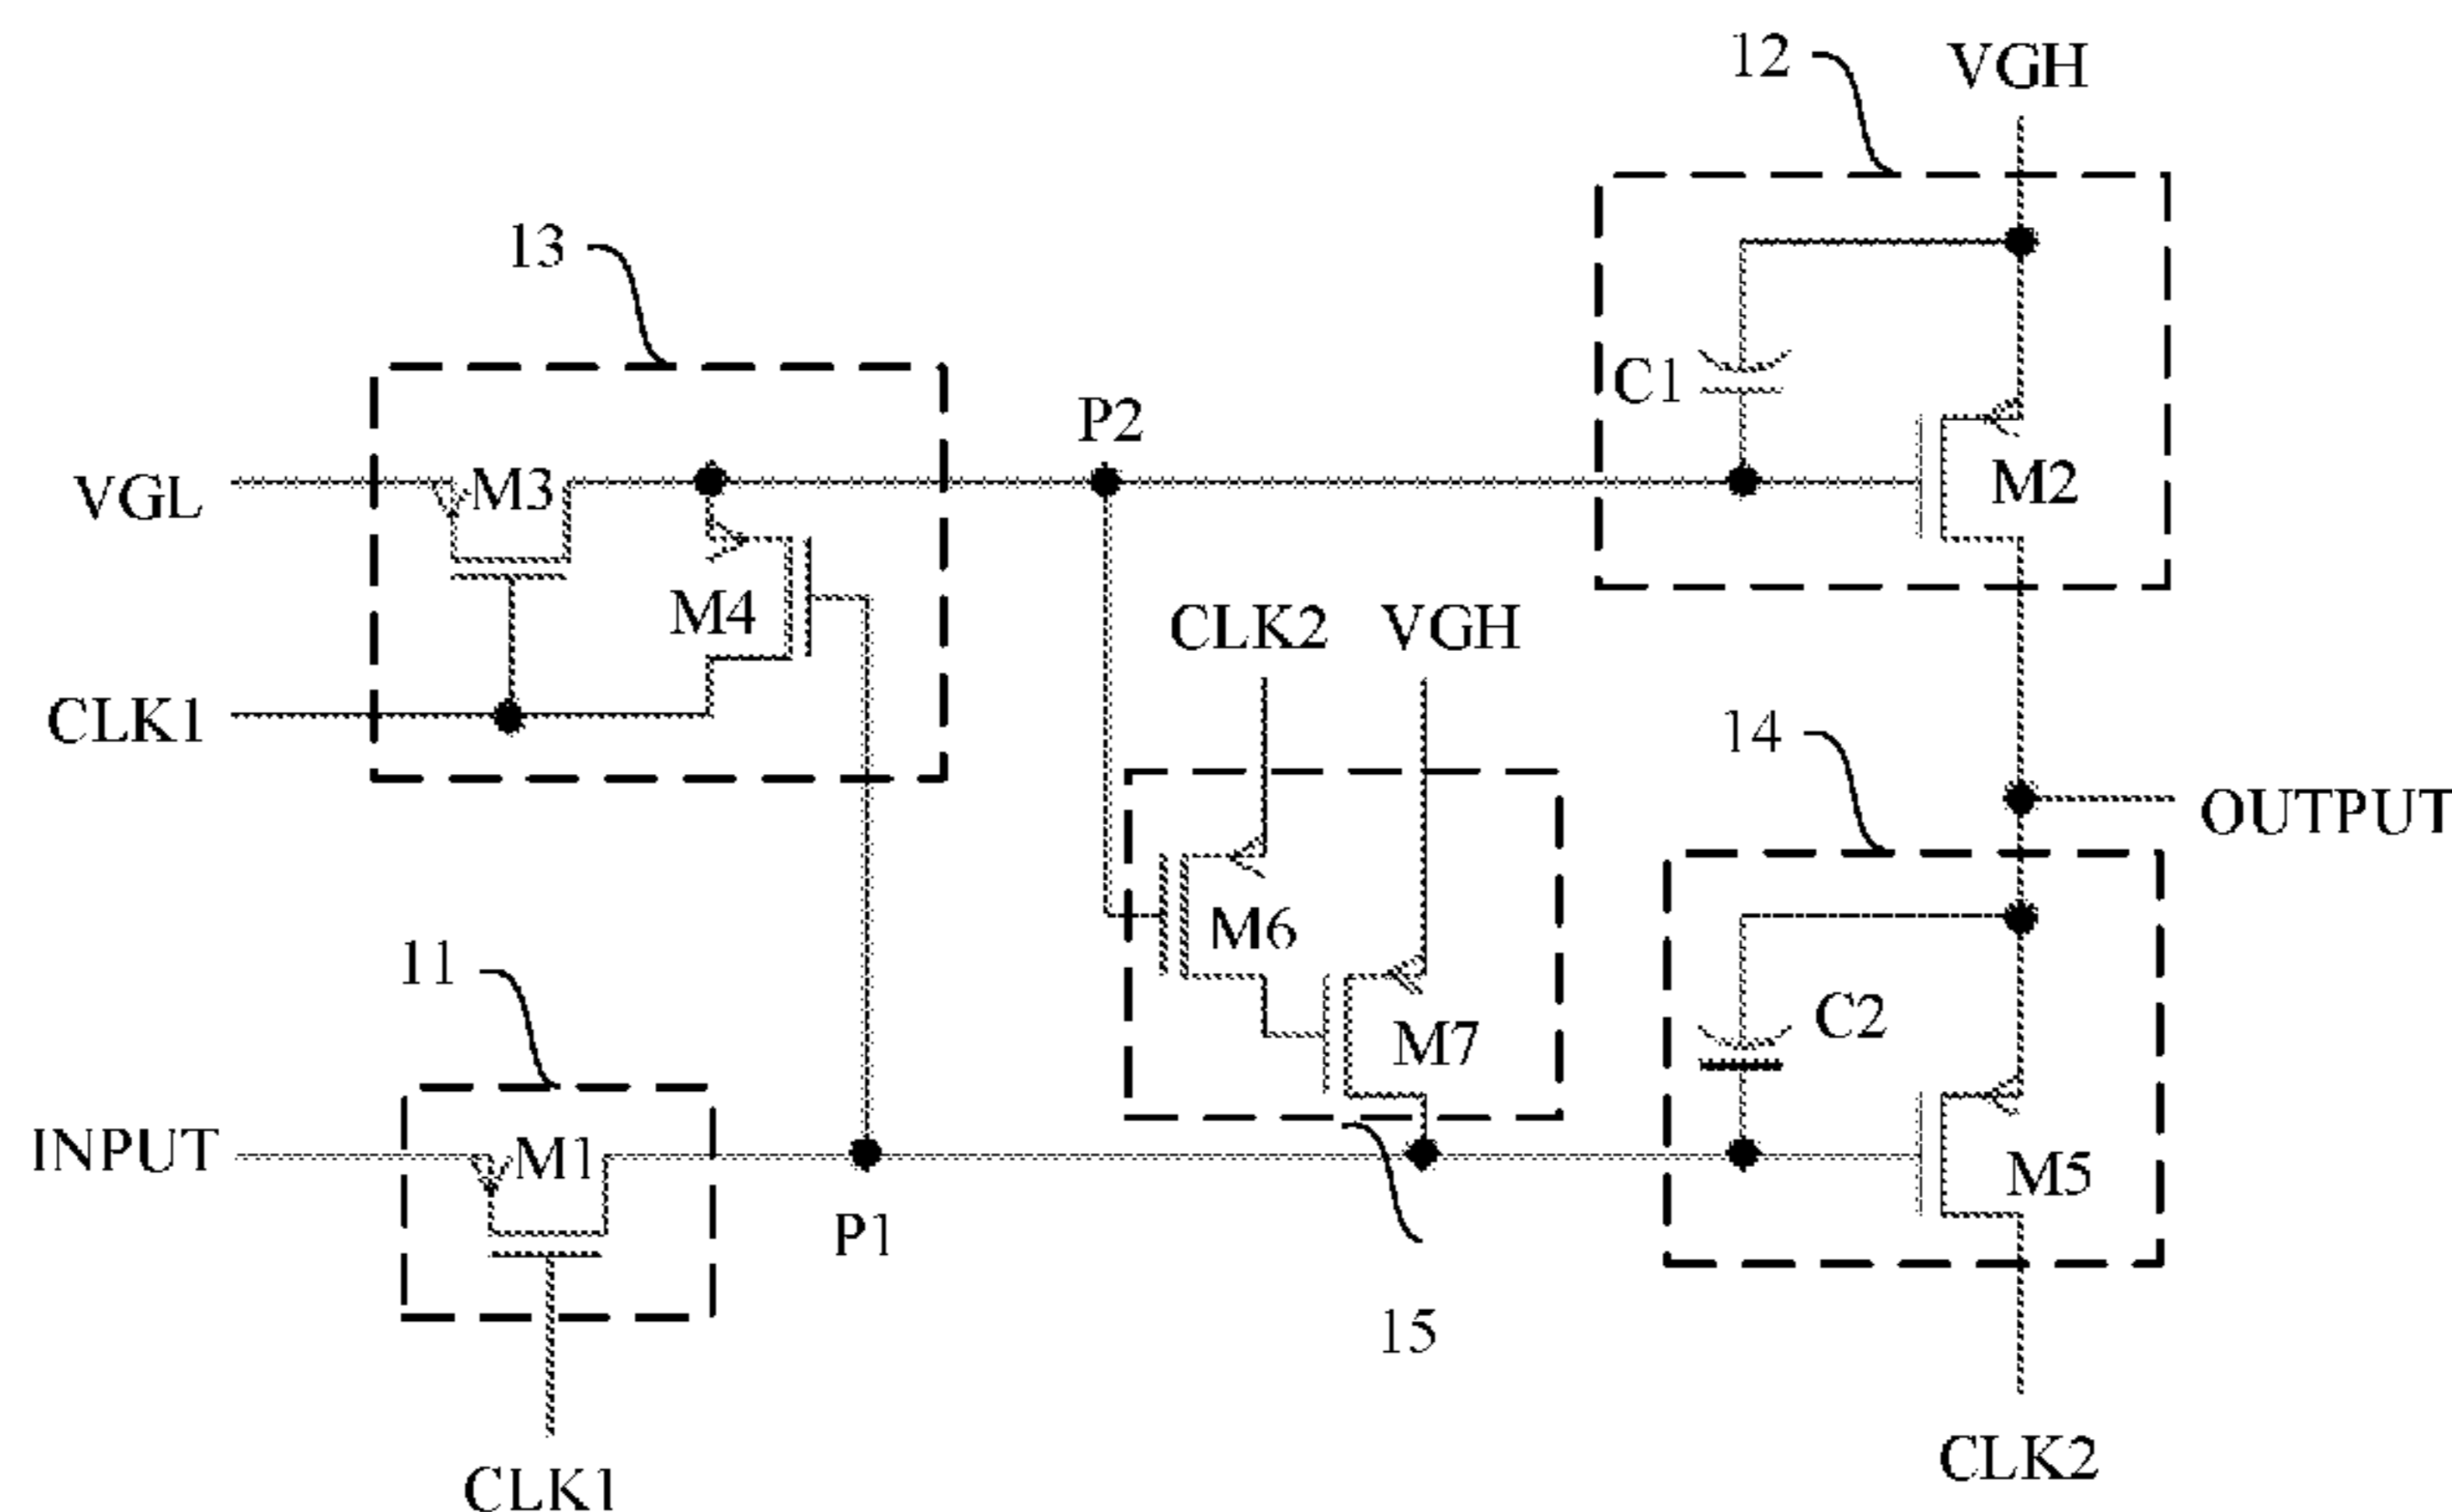 12
VGH
13
C1
P2
VGL
M3
M2
M4
CLK2
VGH
CLK1
14
OUTPUT
M6
11
C2
M7
INPUT
M1
M5
P1
15
CLK2
CLK1